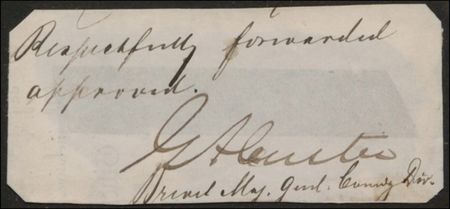 Respectfully forwarded
approved.
G A Custer
Brevet Maj. Genl. Comdg Div.